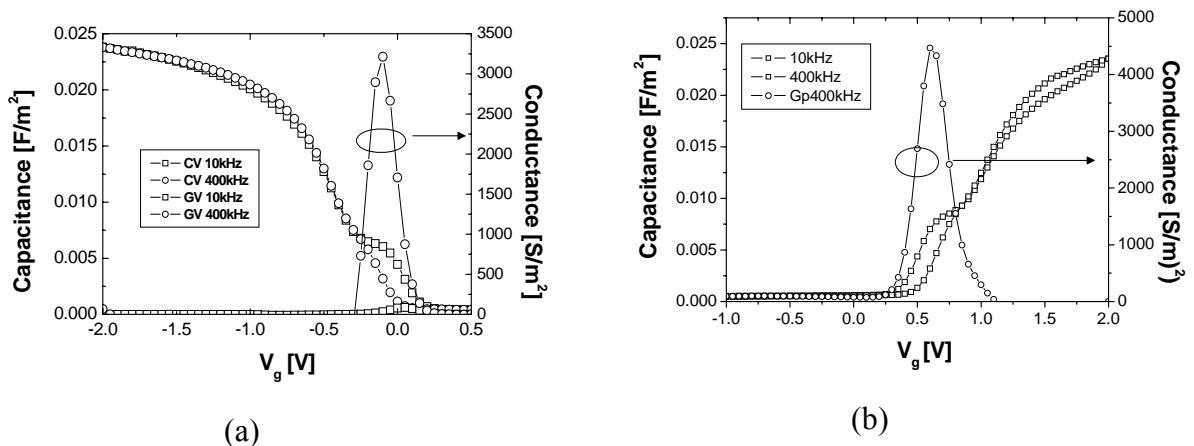 0.025
0.020
0.015
0.010
0.005
0.000
Capacitance [F/m²]
-2.0 -1.5 -1.0 -0.5 0.0 0.5
V_g [V]
CV 10kHz
CV 400kHz
GV 10kHz
GV 400kHz
3500
3000
2500
2000
1500
1000
500
0
Conductance [S/m²]
(a)
0.025
0.020
0.015
0.010
0.005
0.000
Capacitance [F/m²]
-1.0 -0.5 0.0 0.5 1.0 1.5 2.0
V_g [V]
10kHz
400kHz
Gp400kHz
5000
4000
3000
2000
1000
0
Conductance [S/m)²)
(b)